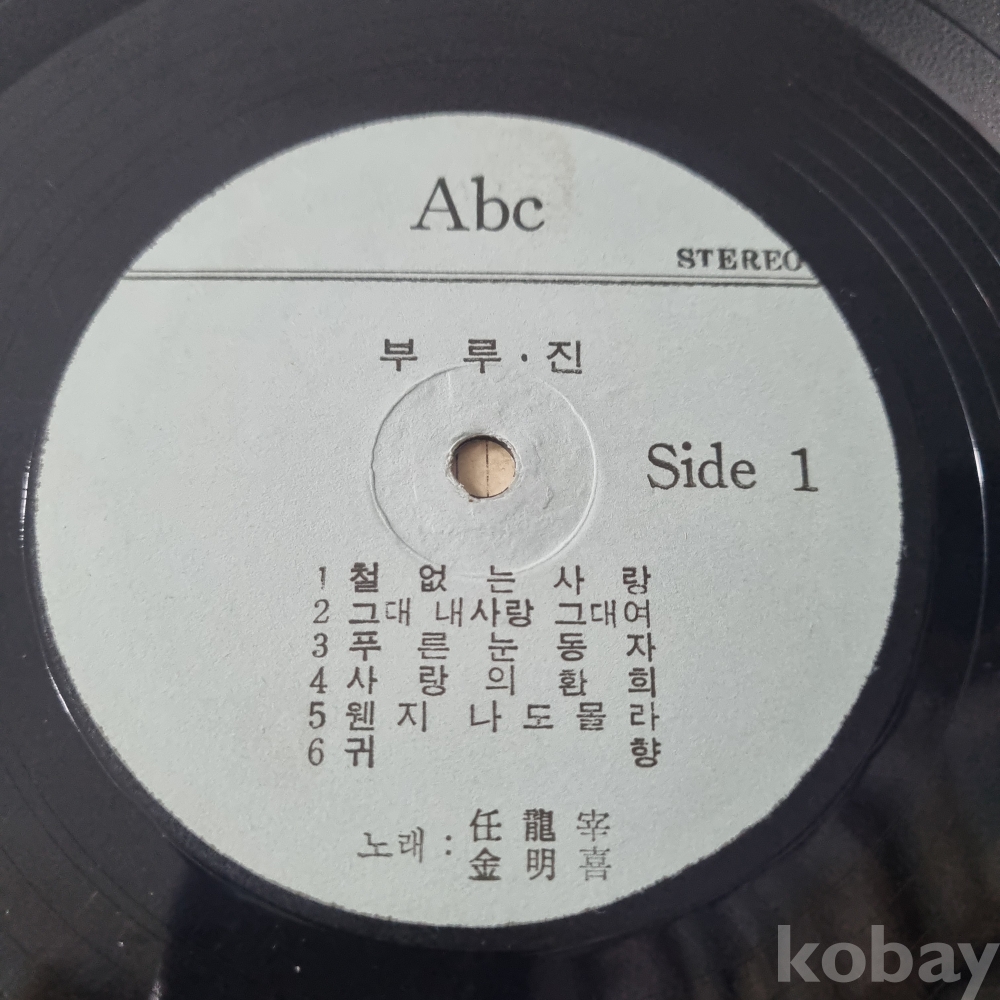 Abc
STEREO
부 루 · 진
Side 1
1 철 없 는 사 랑
2 그대 내사랑 그대여
3 푸 른 눈 동 자
4 사 랑 의 환 희
5 웬 지 나 도 몰 라
6 귀 향
노래 : 任 龍 宰
金 明 喜
kobay